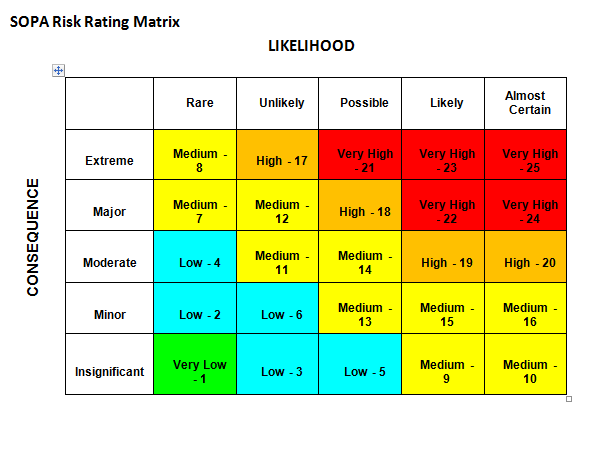 SOPA Risk Rating Matrix
LIKELIHOOD
Rare Unlikely Possible Likely Almost Certain
CONSEQUENCE
Extreme
Medium -
8
High - 17
Very High
- 21
Very High
- 23
Very High
- 25
Major
Medium -
7
Medium -
12
High - 18
Very High
- 22
Very High
- 24
Moderate
Low - 4
Medium -
11
Medium -
14
High - 19
High - 20
Minor
Low - 2
Low - 6
Medium -
13
Medium -
15
Medium -
16
Insignificant
Very Low
- 1
Low - 3
Low - 5
Medium -
9
Medium -
10